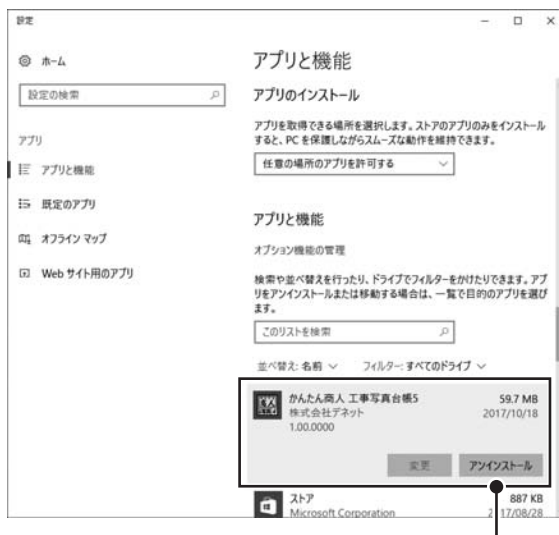 設定
ホーム
設定の検索
アプリ
アプリと機能
既定のアプリ
オフライン マップ
Web サイト用のアプリ
アプリと機能
アプリのインストール
アプリを取得できる場所を選択します。ストアのアプリのみをインストール
すると、PC を保護しながらスムーズな動作を維持できます。
任意の場所のアプリを許可する
アプリと機能
オプション機能の管理
検索や並べ替えを行ったり、ドライブでフィルターをかけたりできます。アプ
リをアンインストールまたは移動する場合は、一覧で目的のアプリを選び
ます。
このリストを検索
並べ替え: 名前 フィルター: すべてのドライブ
かんたん商人 工事写真台帳5 59.7 MB
株式会社デネット 2017/10/18
1.00.0000
変更 アンインストール
ストア 887 KB
Microsoft Corporation 2017/08/28